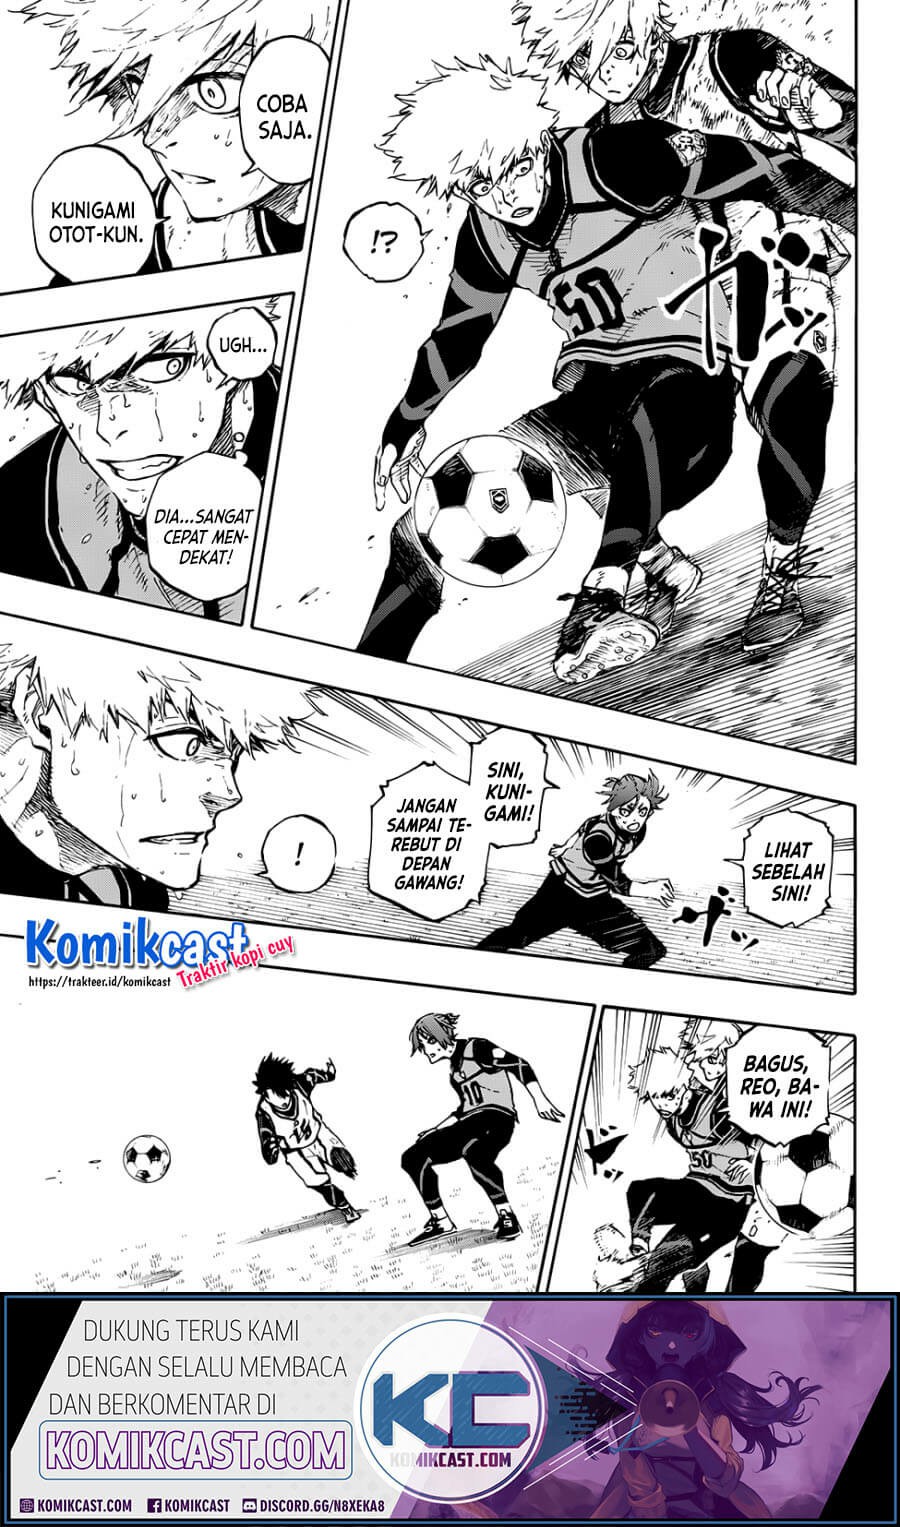 !?
ガッ
50
COBA
SAJA.
KUNIGAMI
OTOT-KUN.
UGH...
DIA...SANGAT
CEPAT MEN-
DEKAT!
LIHAT
SEBELAH
SINI!
SINI,
KUNI-
GAMI!
JANGAN
SAMPAI TE-
REBUT DI
DEPAN
GAWANG!
!
Komikcast
Traktir kopi cuy
https://trakteer.id/komikcast
BAGUS,
REO, BA-
WA INI!
50
10
DUKUNG TERUS KAMI
DENGAN SELALU MEMBACA
DAN BERKOMENTAR DI
KOMIKCAST.COM
KC
KOMIKCAST.COM
KOMIKCAST.COM KOMIKCAST DISCORD.GG/N8XEKA8